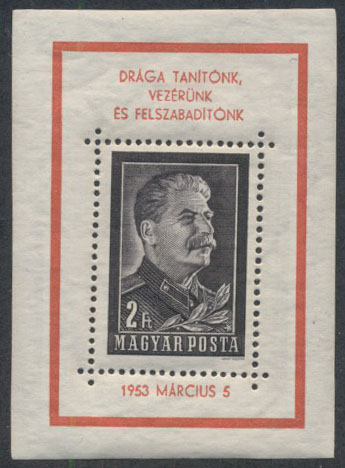 DRÁGA TANÍTÓNK,
VEZÉRÜNK
ÉS FELSZABADÍTÓNK
2 Ft
MAGYAR POSTA
1953 MÁRCIUS 5